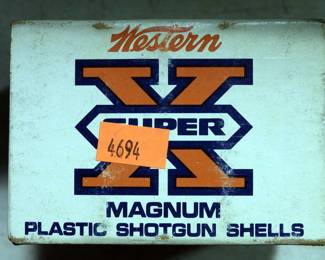 Western
SUPER X
4694
MAGNUM
PLASTIC SHOTGUN SHELLS